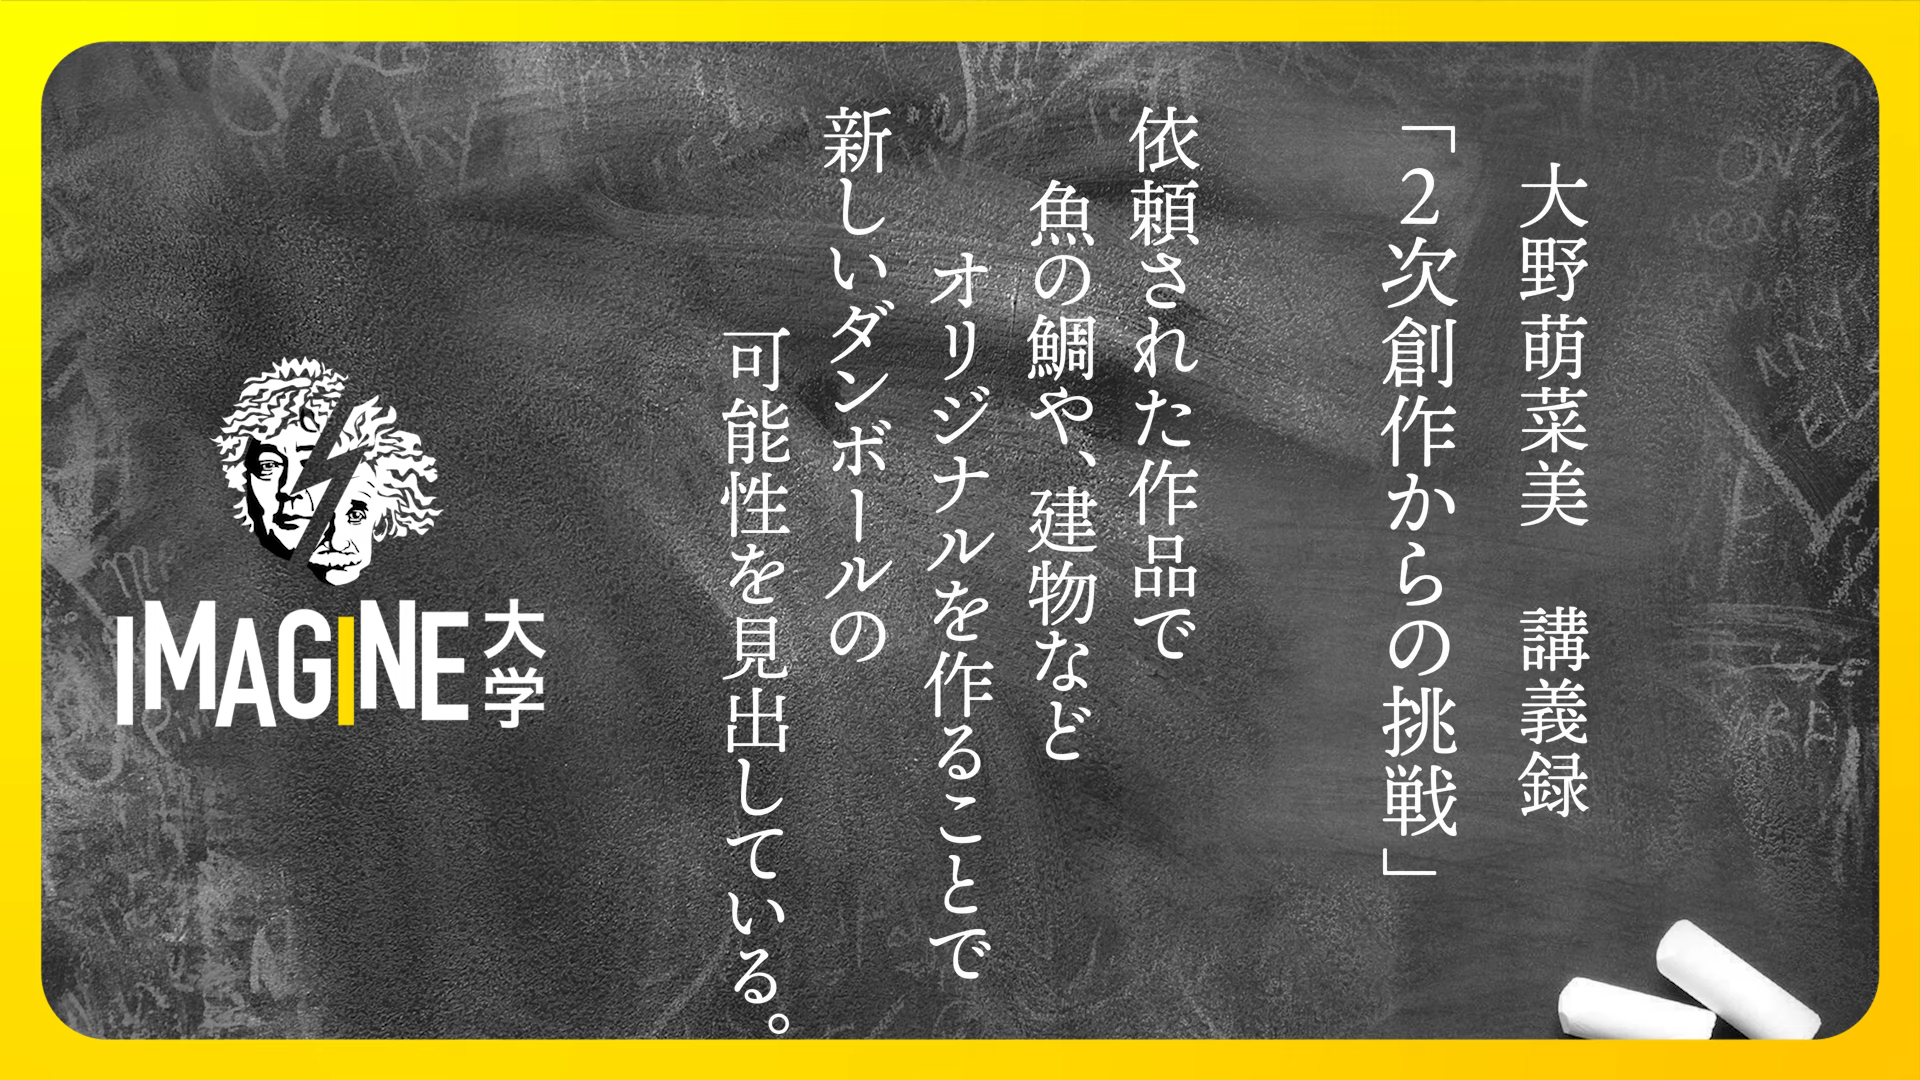 大野萌菜美　講義録
「2次創作からの挑戦」
依頼された作品で
魚の鯛や、建物など
オリジナルを作ることで
新しいダンボールの
可能性を見出している。
IMAGINE大学